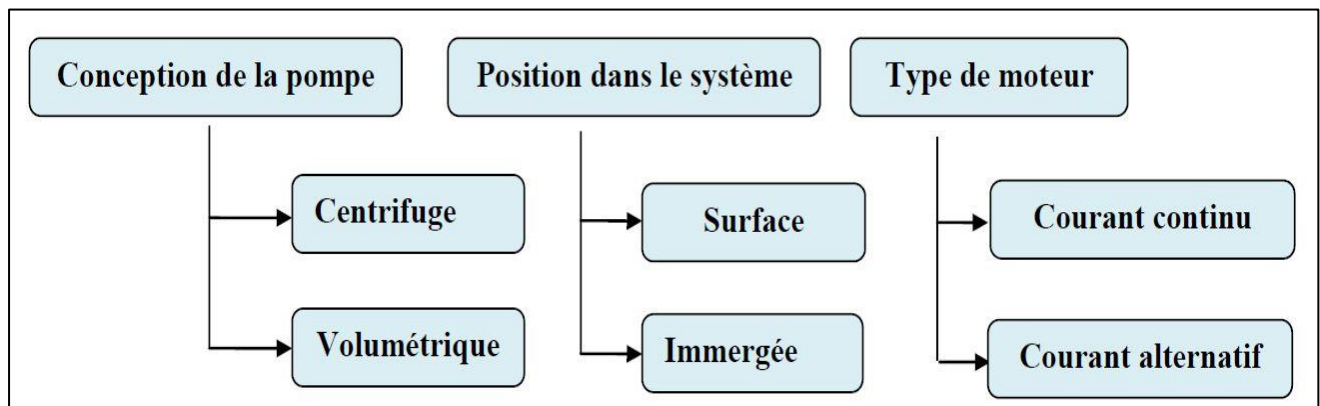 Conception de la pompe
Position dans le système
Type de moteur
Centrifuge
Surface
Courant continu
Volumétrique
Immergée
Courant alternatif